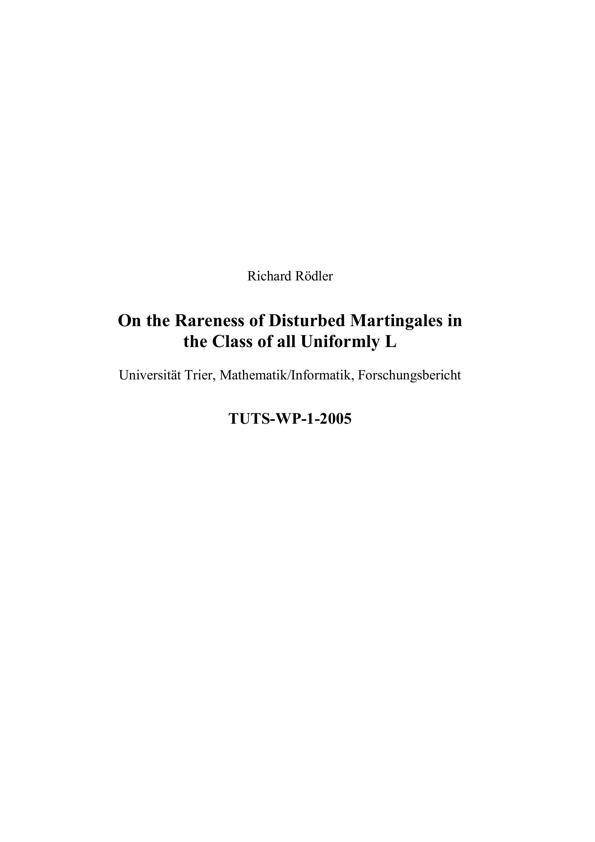 Richard Rödler
On the Rareness of Disturbed Martingales in
the Class of all Uniformly L
Universität Trier, Mathematik/Informatik, Forschungsbericht
TUTS-WP-1-2005